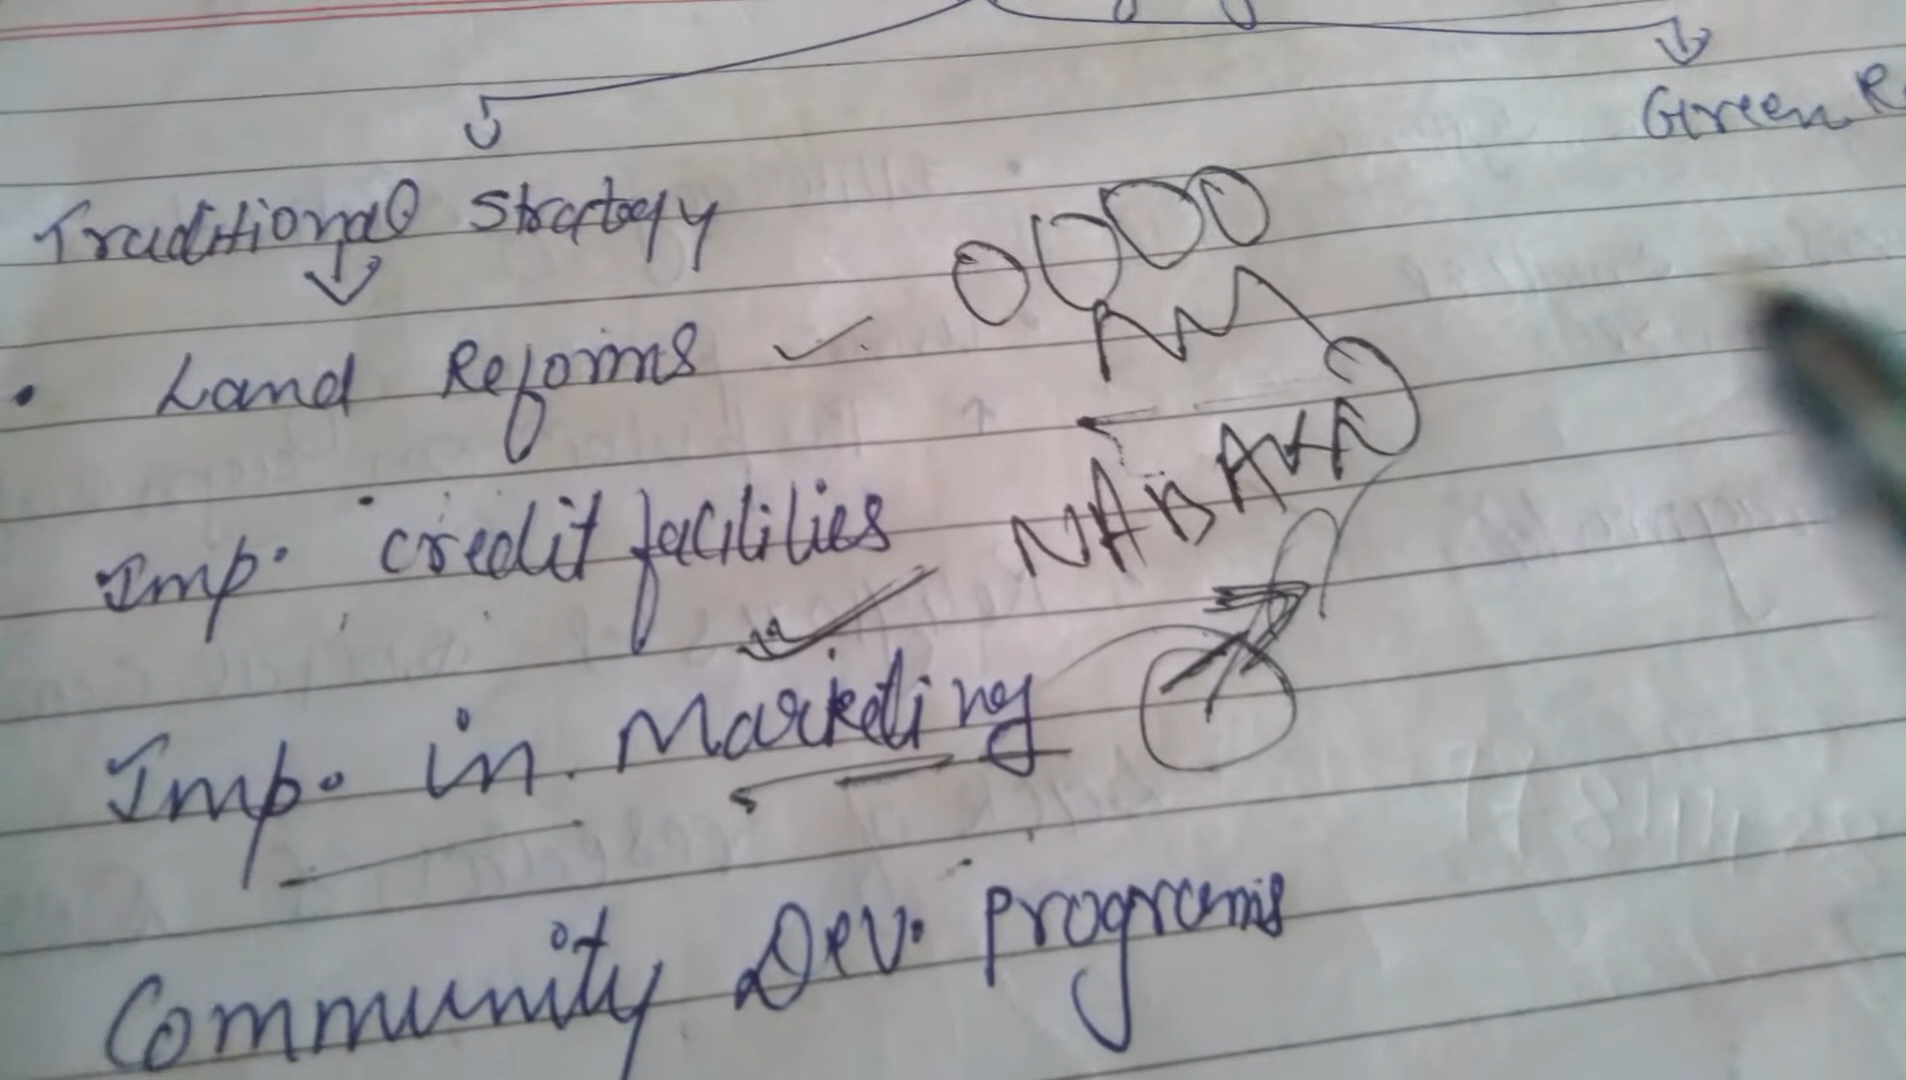 Green
Traditional Strategy
Land Reforms
Imp. credit facilities
NABARD
Imp. in Marketing
Community Dev. Programs